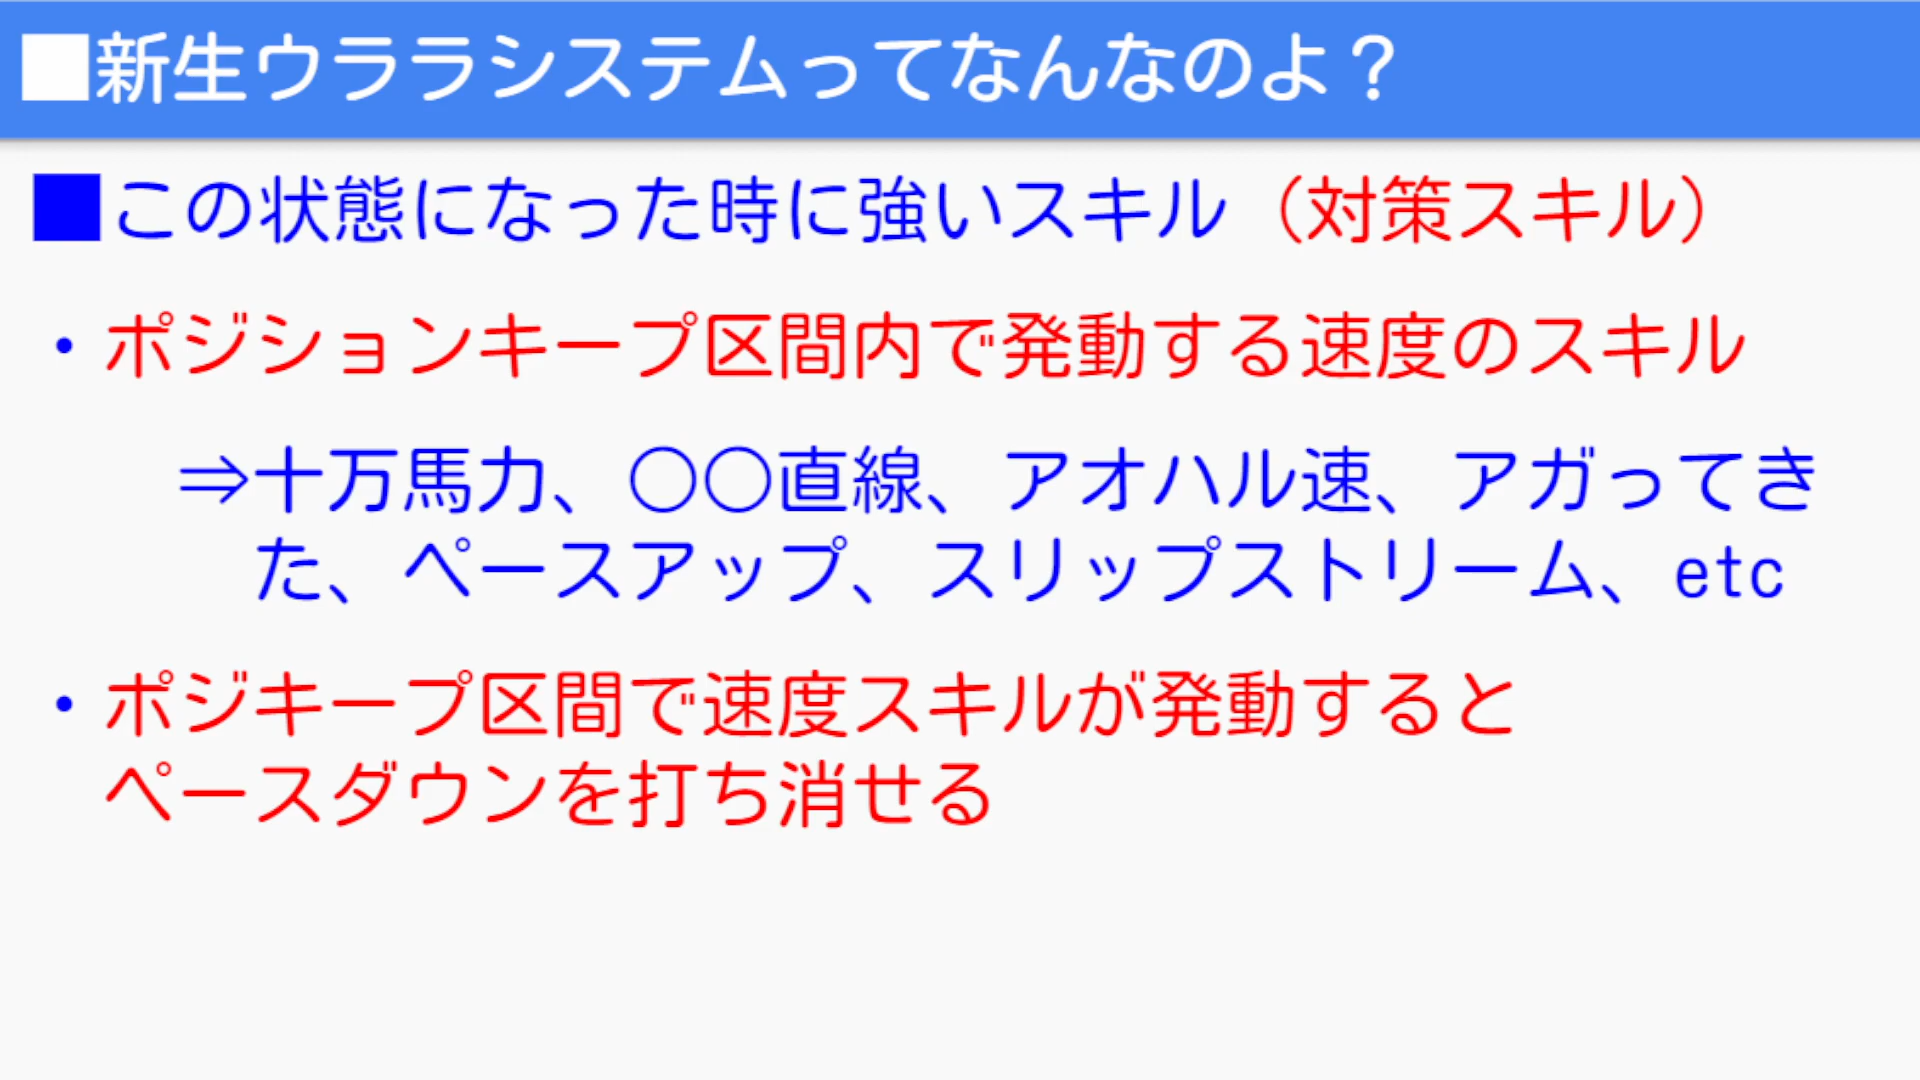 ■新生ウララシステムってなんなのよ？
■この状態になった時に強いスキル（対策スキル）
・ポジションキープ区間内で発動する速度のスキル
⇒十万馬力、〇〇直線、アオハル速、アガってき
た、ペースアップ、スリップストリーム、etc
・ポジキープ区間で速度スキルが発動すると
ペースダウンを打ち消せる